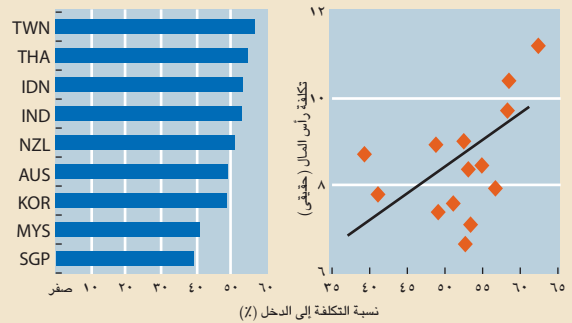 TWN
THA
IDN
IND
NZL
AUS
KOR
MYS
SGP
صفر ١٠ ٢٠ ٣٠ ٤٠ ٥٠ ٦٠
١٢
١٠
٨
٦
تكلفة رأس المال (حقيقي)
٣٥ ٤٠ ٤٥ ٥٠ ٥٥ ٦٠ ٦٥
نسبة التكلفة إلى الدخل (٪)